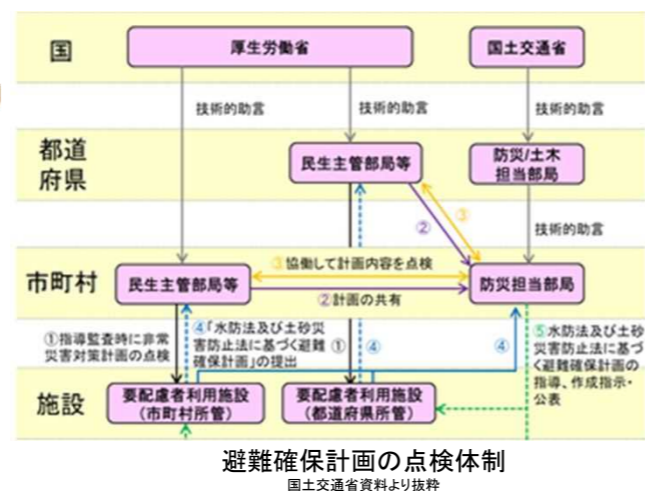 国
厚生労働省
国土交通省
技術的助言
技術的助言
技術的助言
都道
府県
民生主管部局等
防災/土木
担当部局
②
③
技術的助言
市町村
民生主管部局等
③協働して計画内容を点検
②計画の共有
防災担当部局
①指導監査時に非常
災害対策計画の点検
④「水防法及び土砂災
害防止法に基づく避難
確保計画」の提出
①
④
④
⑤水防法及び土砂
災害防止法に基づ
く避難確保計画の
指導、作成指示・
公表
施設
要配慮者利用施設
(市町村所管)
要配慮者利用施設
(都道府県所管)
避難確保計画の点検体制
国土交通省資料より抜粋